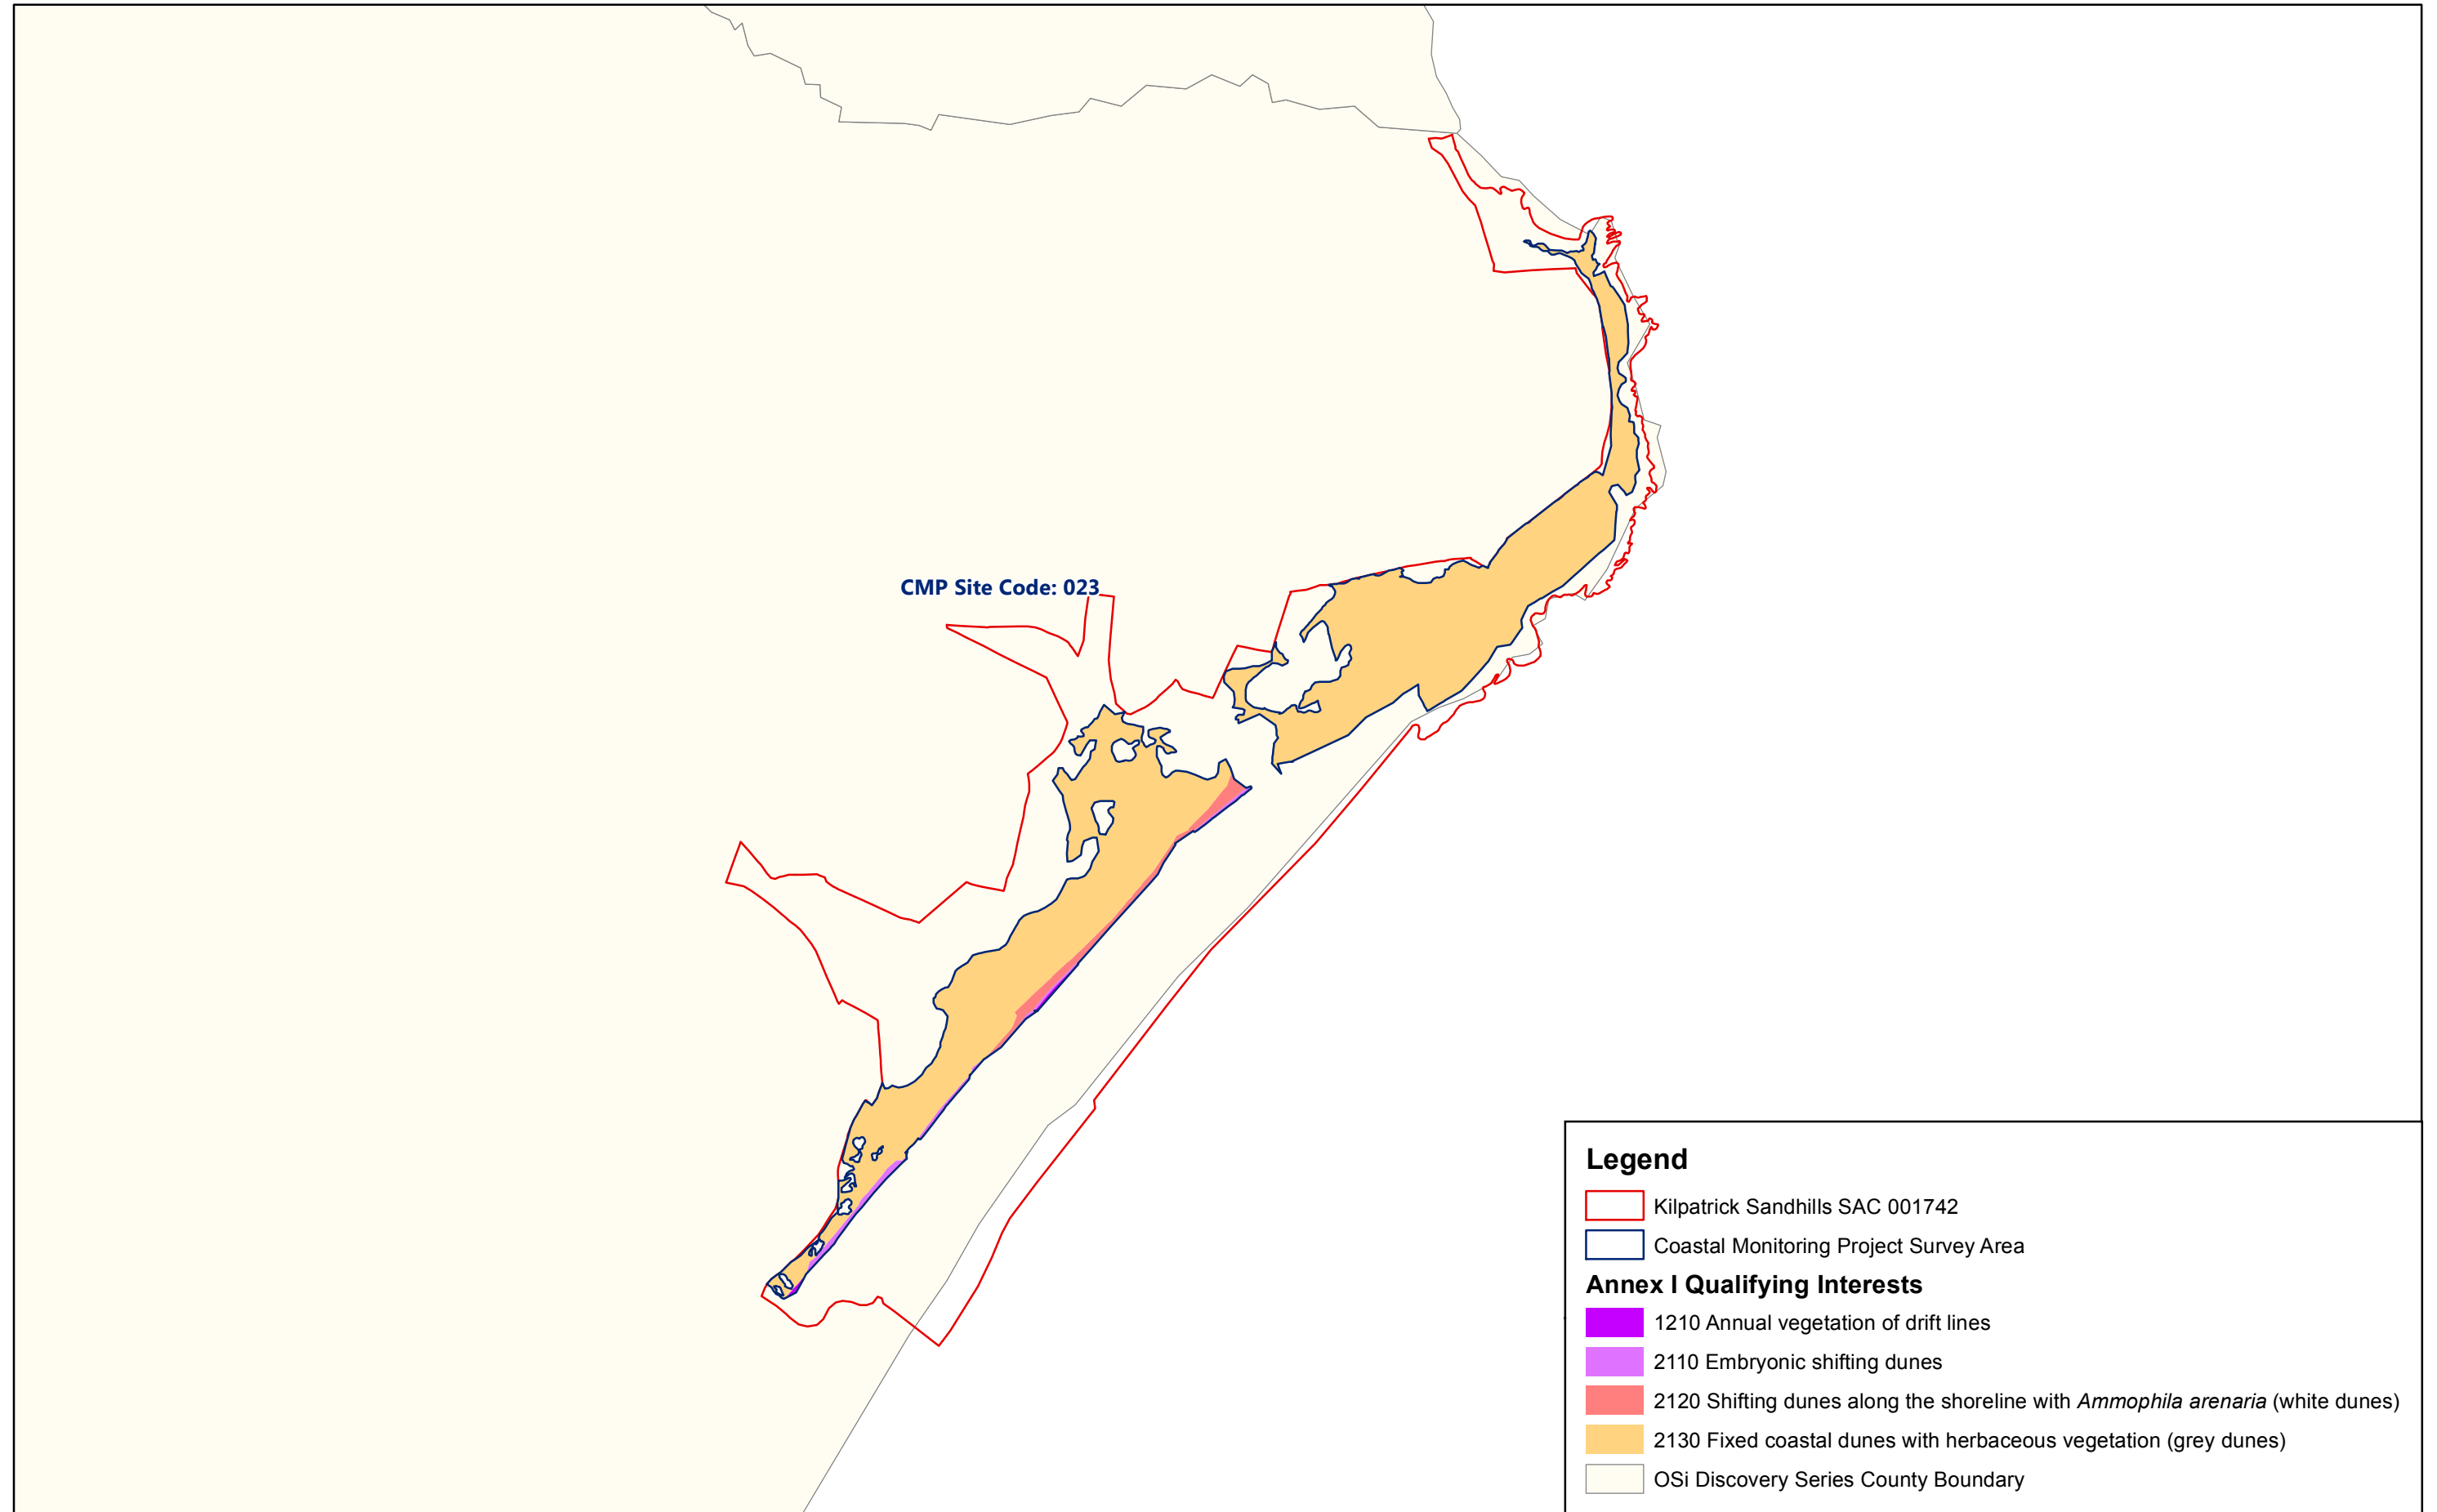 CMP Site Code: 023
Legend
Kilpatrick Sandhills SAC 001742
Coastal Monitoring Project Survey Area
Annex I Qualifying Interests
1210 Annual vegetation of drift lines
2110 Embryonic shifting dunes
2120 Shifting dunes along the shoreline with Ammophila arenaria (white dunes)
2130 Fixed coastal dunes with herbaceous vegetation (grey dunes)
OSi Discovery Series County Boundary